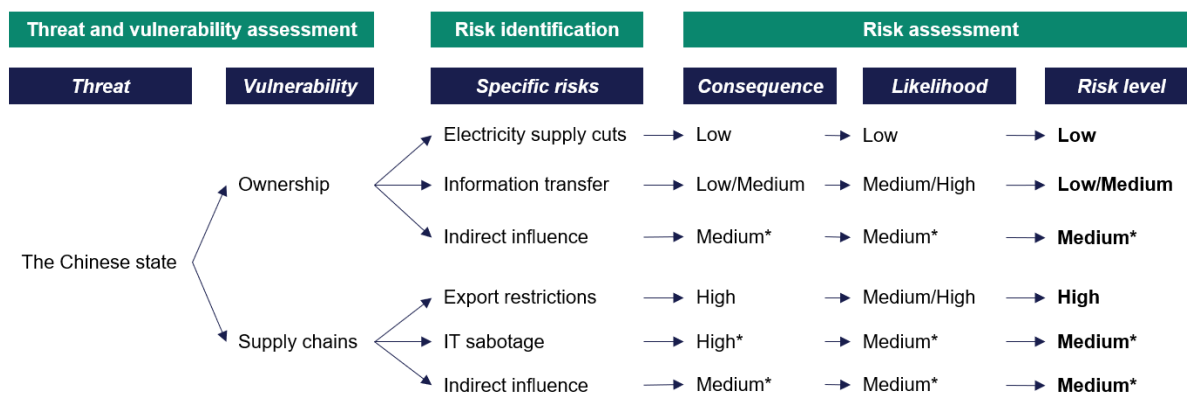 Threat and vulnerability assessment
Risk identification
Risk assessment
Threat
Vulnerability
Specific risks
Consequence
Likelihood
Risk level
Electricity supply cuts
Low
Low
Low
Ownership
Information transfer
Low/Medium
Medium/High
Low/Medium
Indirect influence
Medium*
Medium*
Medium*
The Chinese state
Export restrictions
High
Medium/High
High
Supply chains
IT sabotage
High*
Medium*
Medium*
Indirect influence
Medium*
Medium*
Medium*